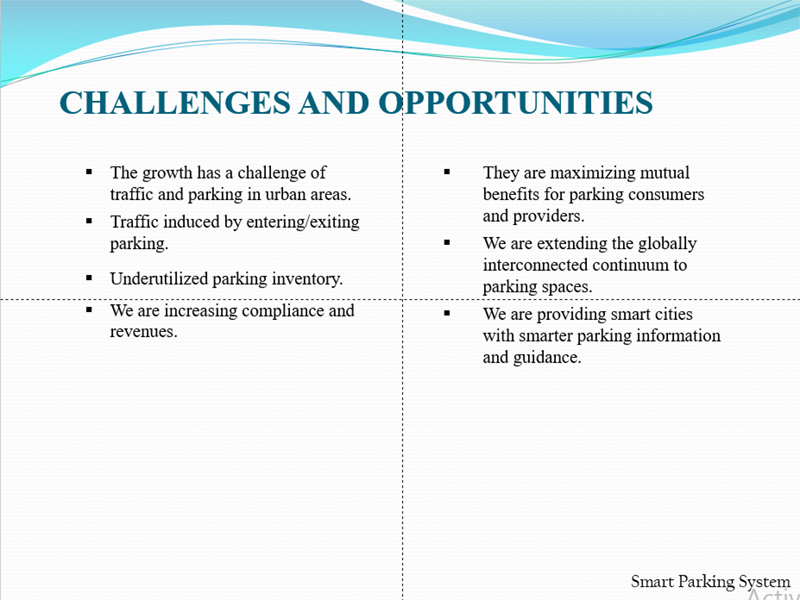 CHALLENGES AND OPPORTUNITIES
▪ The growth has a challenge of
traffic and parking in urban areas.
▪ Traffic induced by entering/exiting
parking.
▪ Underutilized parking inventory.
▪ We are increasing compliance and
revenues.
▪ They are maximizing mutual
benefits for parking consumers
and providers.
▪ We are extending the globally
interconnected continuum to
parking spaces.
▪ We are providing smart cities
with smarter parking information
and guidance.
Smart Parking System